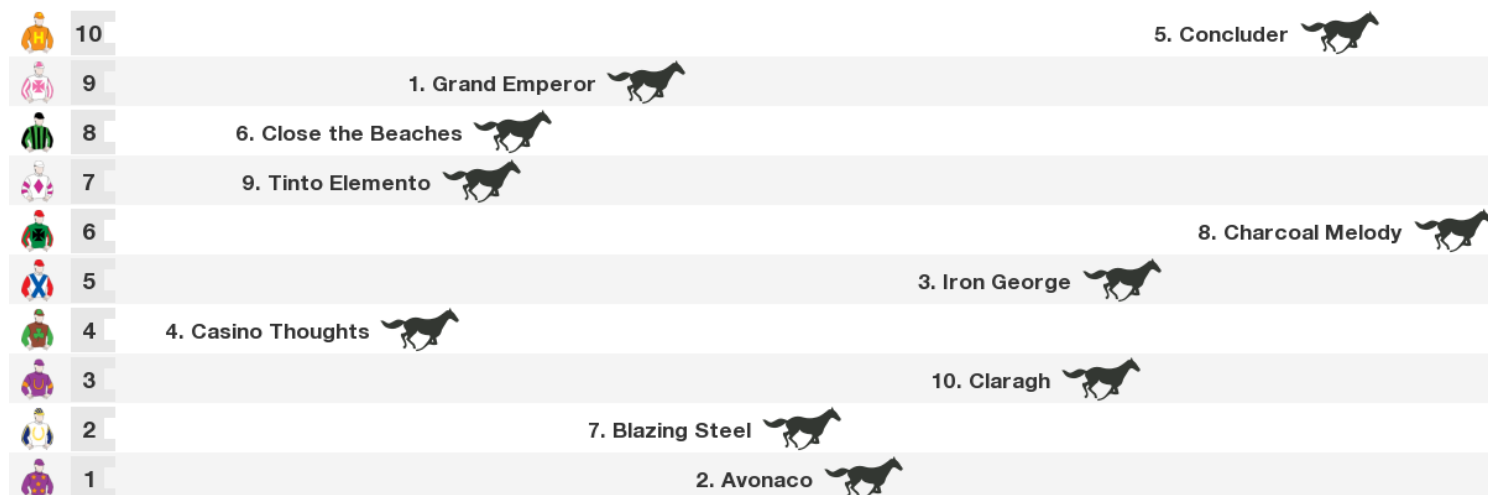 H 10 5. Concluder
9 1. Grand Emperor
8 6. Close the Beaches
7 9. Tinto Elemento
6 8. Charcoal Melody
5 3. Iron George
4 4. Casino Thoughts
3 10. Claragh
2 7. Blazing Steel
1 2. Avonaco